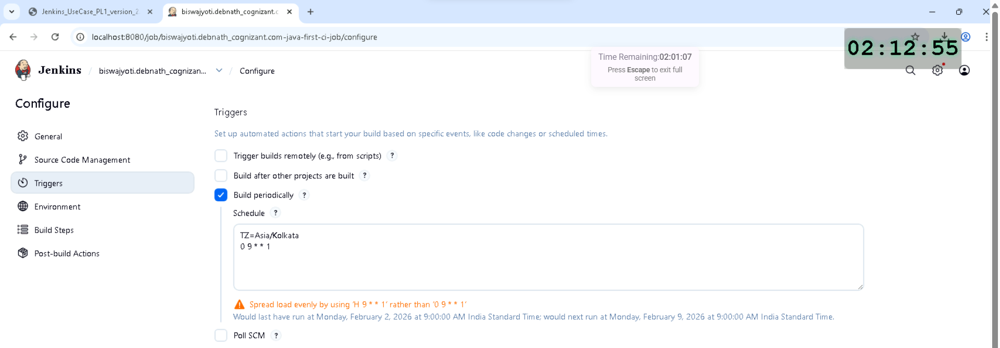 Jenkins_UseCase_PL1_version_2
biswajyoti.debnath_cognizant.c
localhost:8080/job/biswajyoti.debnath_cognizant.com-java-first-ci-job/configure
02:12:55
Time Remaining:02:01:07
Press Escape to exit full
screen
Jenkins / biswajyoti.debnath_cognizan... / Configure
Configure
General
Source Code Management
Triggers
Environment
Build Steps
Post-build Actions
Triggers
Set up automated actions that start your build based on specific events, like code changes or scheduled times.
Trigger builds remotely (e.g., from scripts) ?
Build after other projects are built ?
Build periodically ?
Schedule ?
TZ=Asia/Kolkata
0 9 * * 1
Spread load evenly by using ‘H 9 * * 1’ rather than ‘0 9 * * 1’
Would last have run at Monday, February 2, 2026 at 9:00:00 AM India Standard Time; would next run at Monday, February 9, 2026 at 9:00:00 AM India Standard Time.
Poll SCM ?